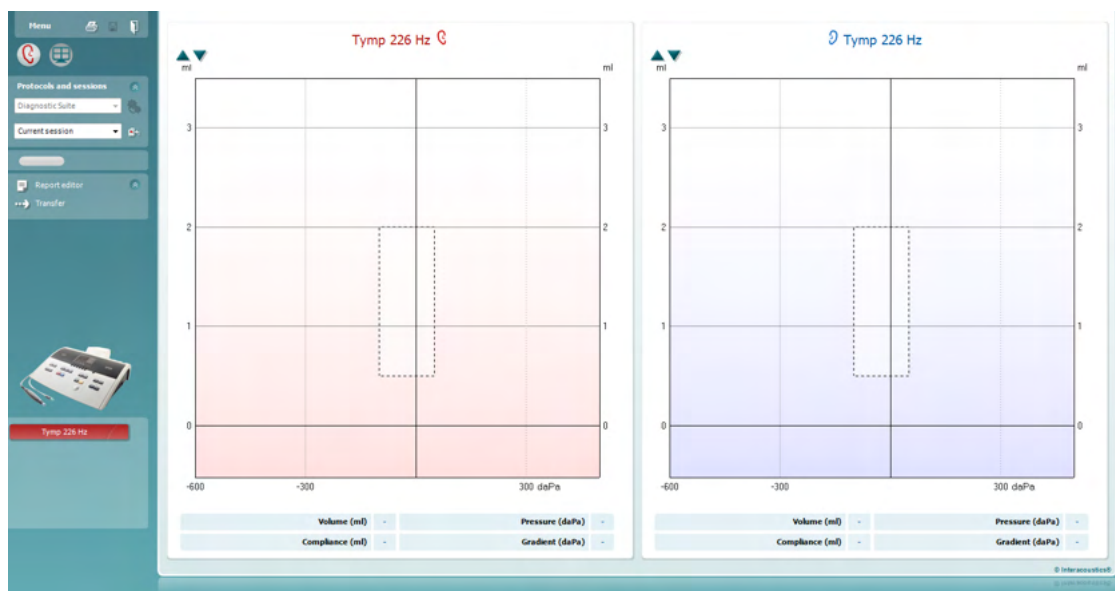 Menu
Protocols and sessions
Diagnostic Suite
Current session
Report editor
Transfer
Tymp 226 Hz
Tymp 226 Hz
ml
ml
3
3
2
2
1
1
0
0
-600
-300
300 daPa
Volume (ml) -
Pressure (daPa) -
Compliance (ml) -
Gradient (daPa) -
Tymp 226 Hz
ml
ml
3
3
2
2
1
1
0
0
-600
-300
300 daPa
Volume (ml) -
Pressure (daPa) -
Compliance (ml) -
Gradient (daPa) -
© Interacoustics®